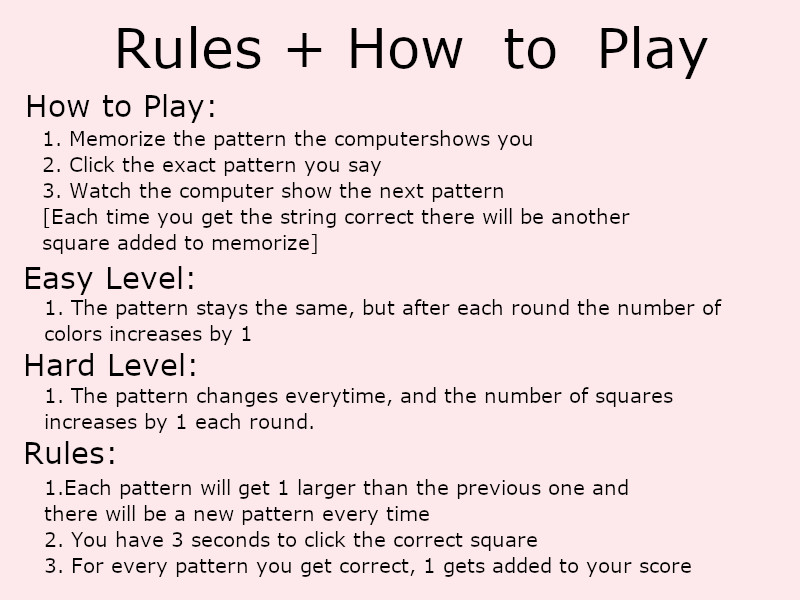 Rules + How to Play
How to Play:
1. Memorize the pattern the computershows you
2. Click the exact pattern you say
3. Watch the computer show the next pattern
[Each time you get the string correct there will be another
square added to memorize]
Easy Level:
1. The pattern stays the same, but after each round the number of
colors increases by 1
Hard Level:
1. The pattern changes everytime, and the number of squares
increases by 1 each round.
Rules:
1.Each pattern will get 1 larger than the previous one and
there will be a new pattern every time
2. You have 3 seconds to click the correct square
3. For every pattern you get correct, 1 gets added to your score